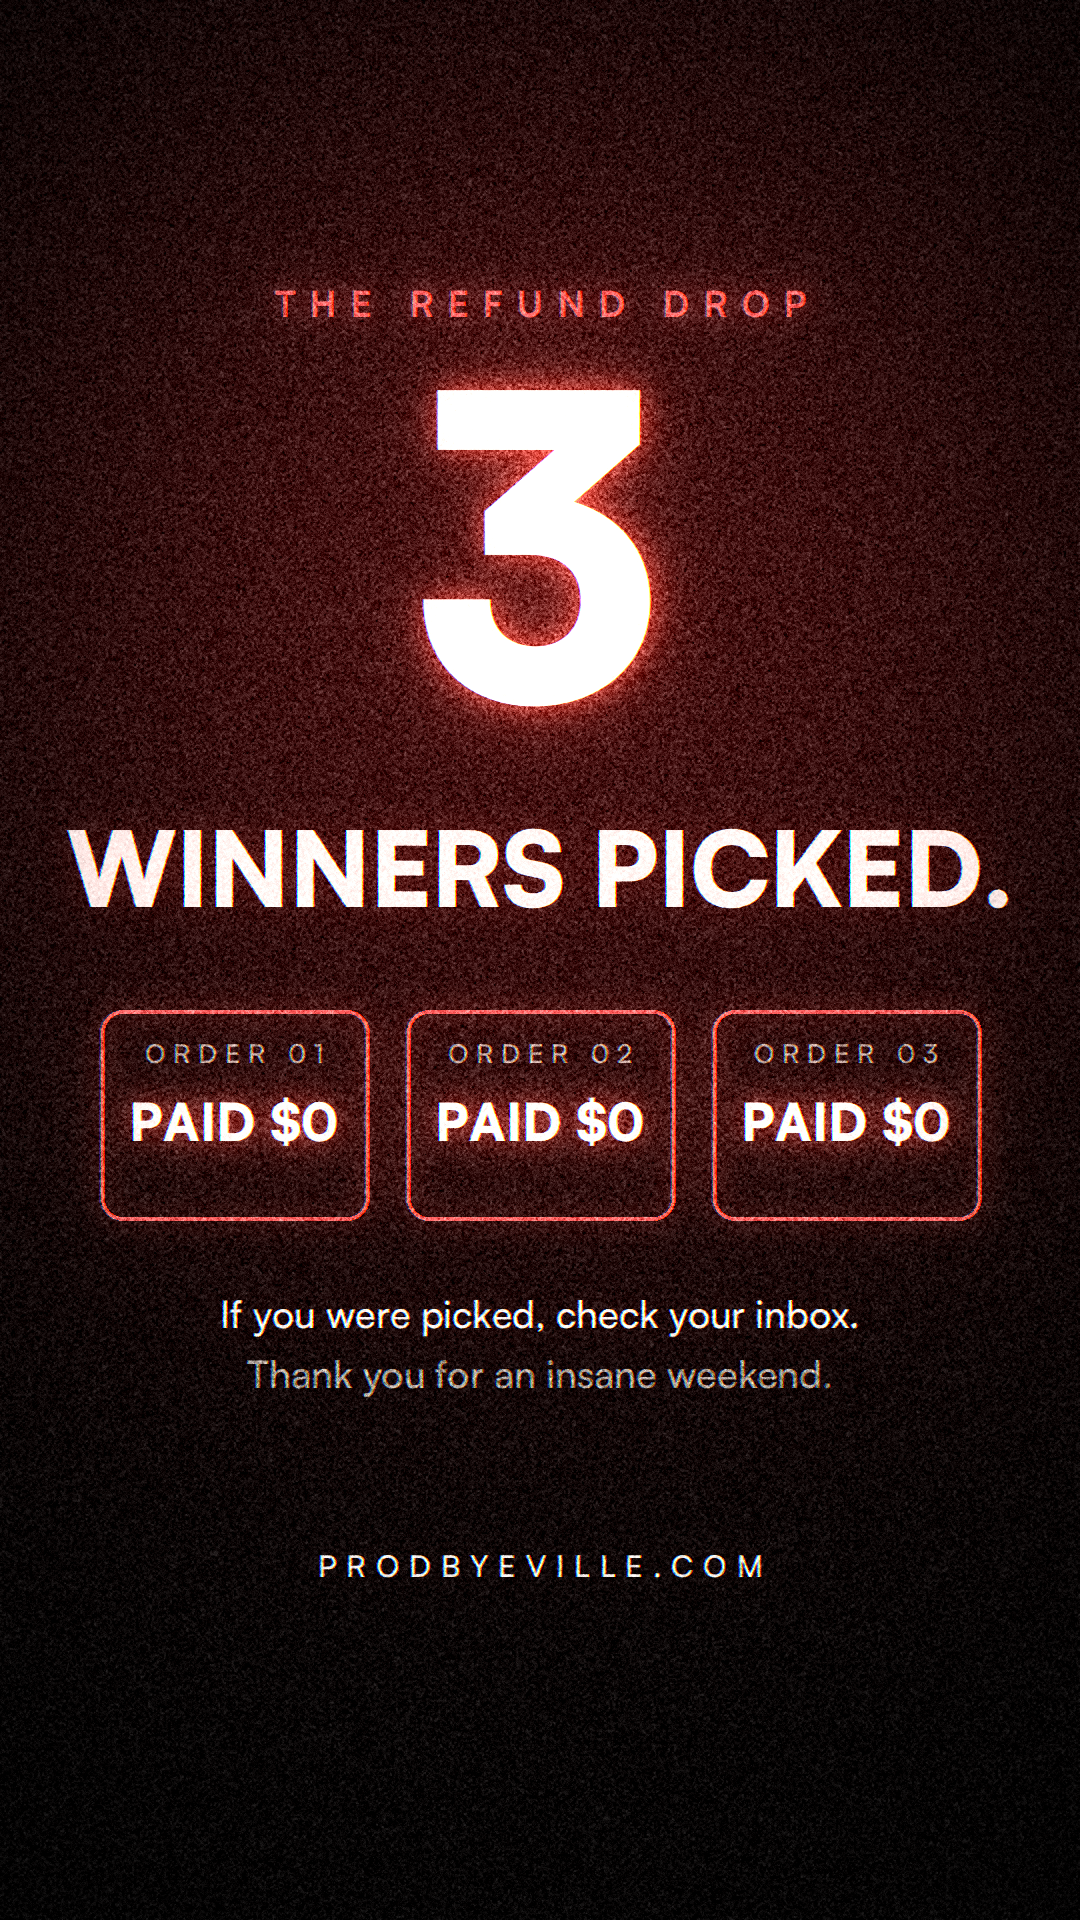 THE REFUND DROP
3
WINNERS PICKED.
ORDER 01
PAID $0
ORDER 02
PAID $0
ORDER 03
PAID $0
If you were picked, check your inbox.
Thank you for an insane weekend.
PRODBYEVILLE.COM